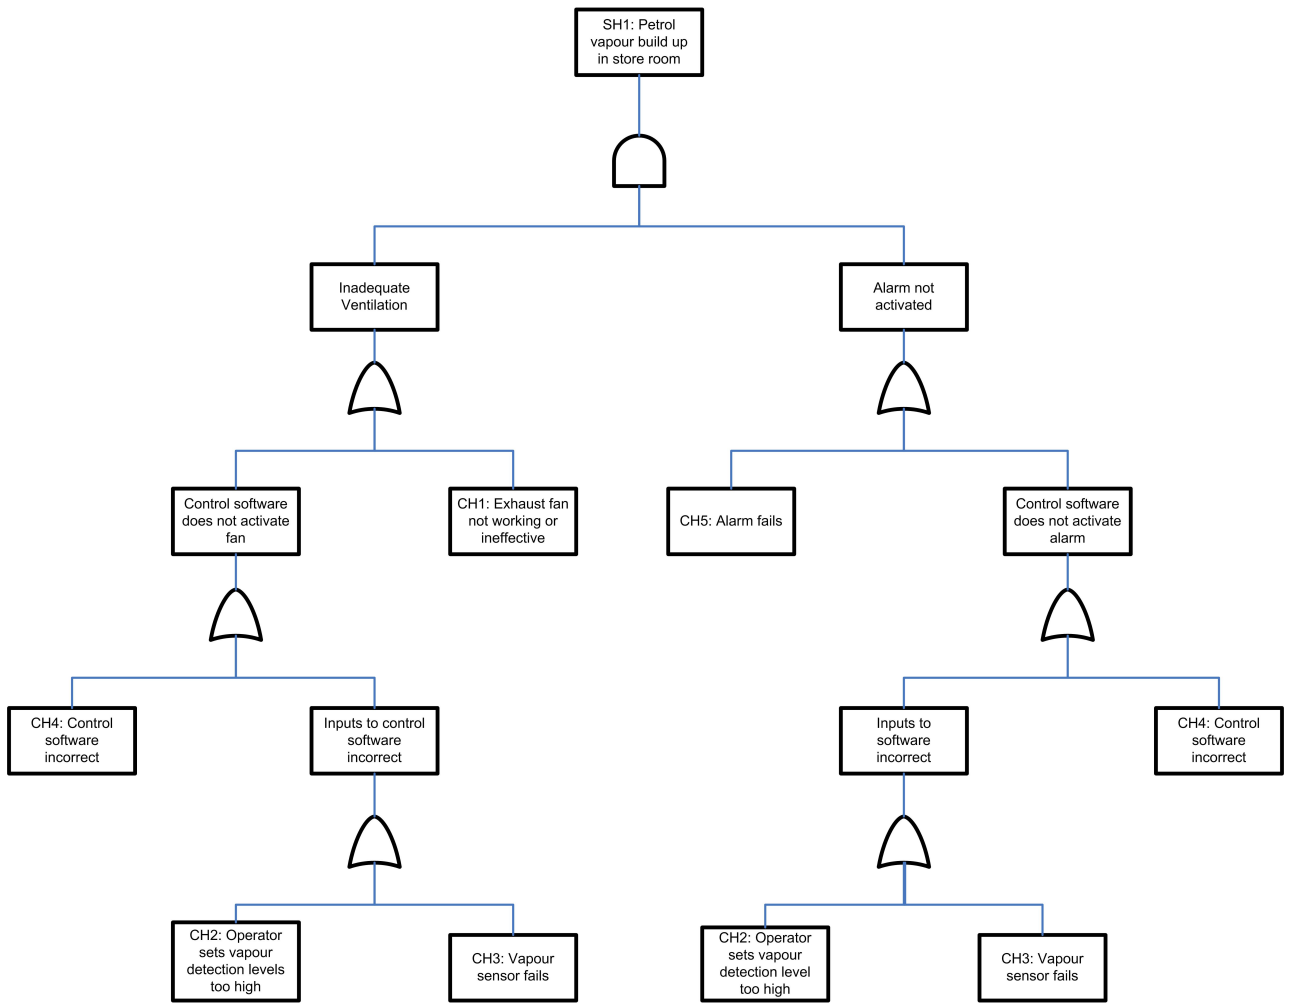 SH1: Petrol
vapour build up
in store room
Inadequate
Ventilation
Alarm not
activated
Control software
does not activate
fan
CH1: Exhaust fan
not working or
ineffective
CH5: Alarm fails
Control software
does not activate
alarm
CH4: Control
software
incorrect
Inputs to control
software
incorrect
Inputs to
software
incorrect
CH4: Control
software
incorrect
CH2: Operator
sets vapour
detection levels
too high
CH3: Vapour
sensor fails
CH2: Operator
sets vapour
detection level
too high
CH3: Vapour
sensor fails